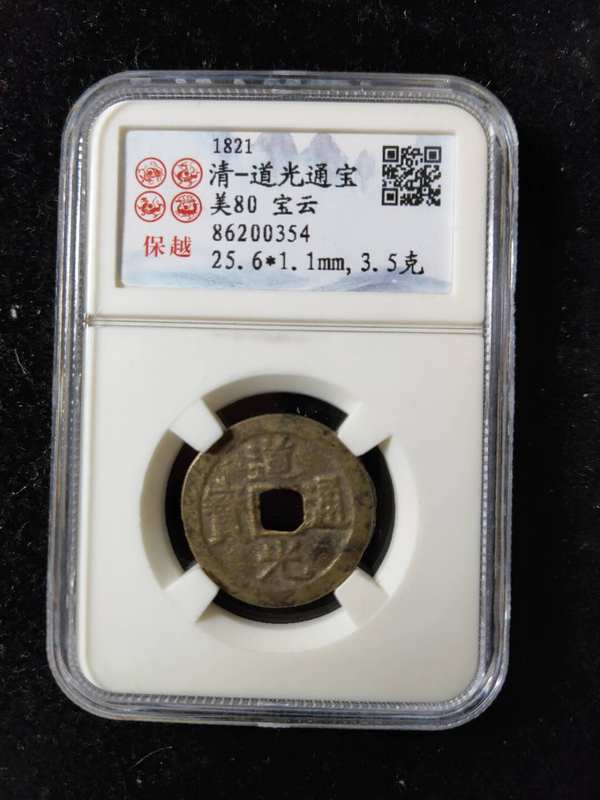 1821
清-道光通宝
美80 宝云
保越
86200354
25.6*1.1mm,3.5克
道
寶 通
光